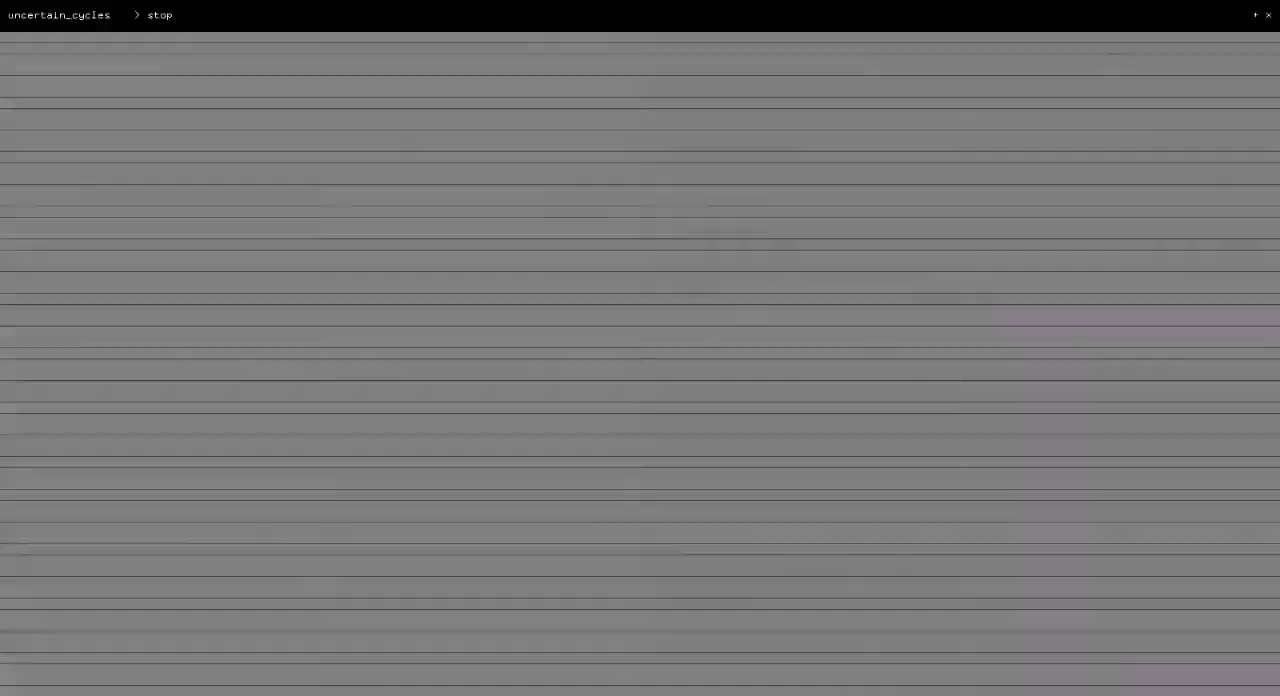 uncertain_cycles > stop + ×